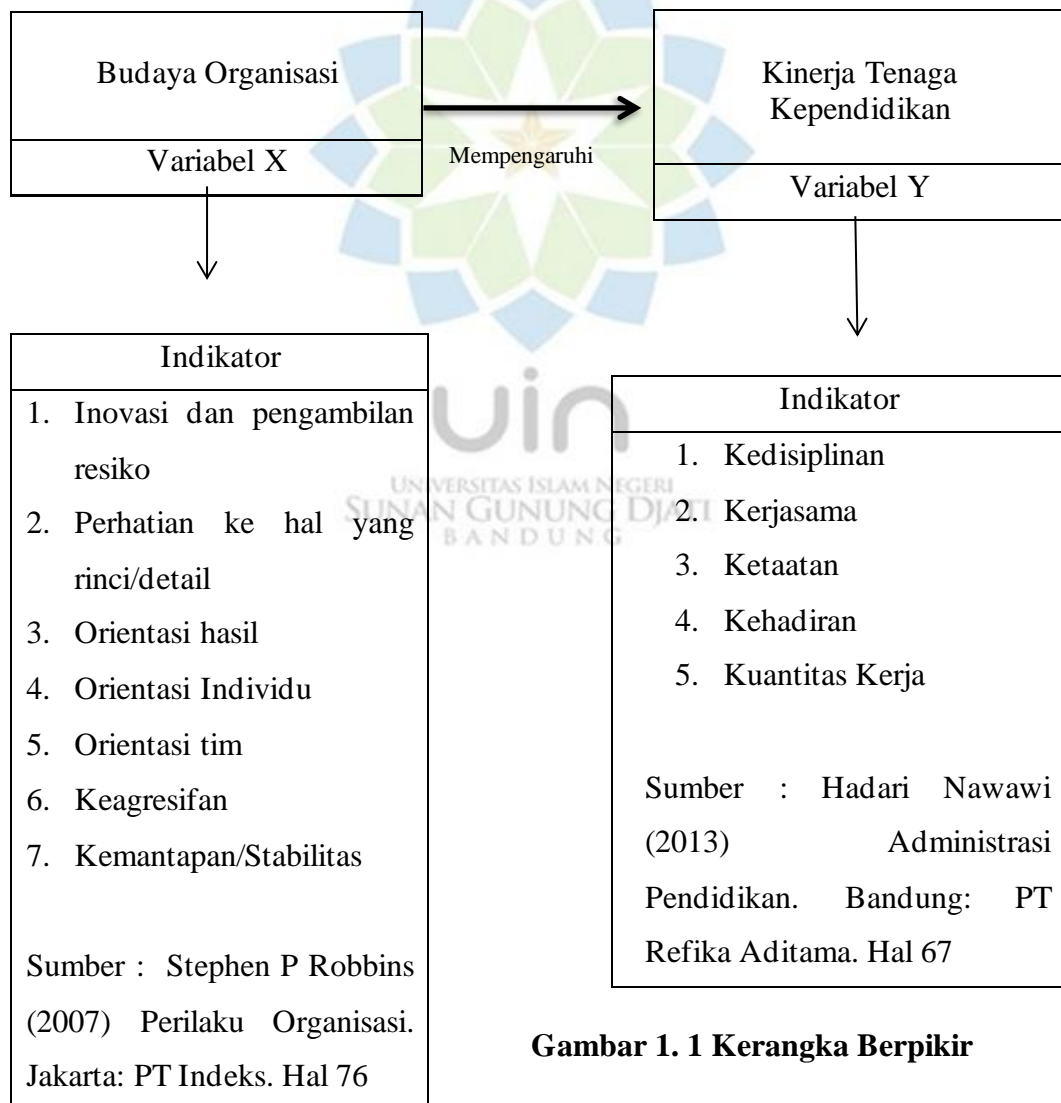 Budaya Organisasi
Variabel X
Mempengaruhi
Kinerja Tenaga
Kependidikan
Variabel Y
Indikator
1. Inovasi dan pengambilan
resiko
2. Perhatian ke hal yang
rinci/detail
3. Orientasi hasil
4. Orientasi Individu
5. Orientasi tim
6. Keagresifan
7. Kemantapan/Stabilitas
Sumber : Stephen P Robbins
(2007) Perilaku Organisasi.
Jakarta: PT Indeks. Hal 76
uin
UNIVERSITAS ISLAM NEGERI
SUNAN GUNUNG DJATI
BANDUNG
Indikator
1. Kedisiplinan
2. Kerjasama
3. Ketaatan
4. Kehadiran
5. Kuantitas Kerja
Sumber : Hadari Nawawi
(2013) Administrasi
Pendidikan. Bandung: PT
Refika Aditama. Hal 67
Gambar 1. 1 Kerangka Berpikir